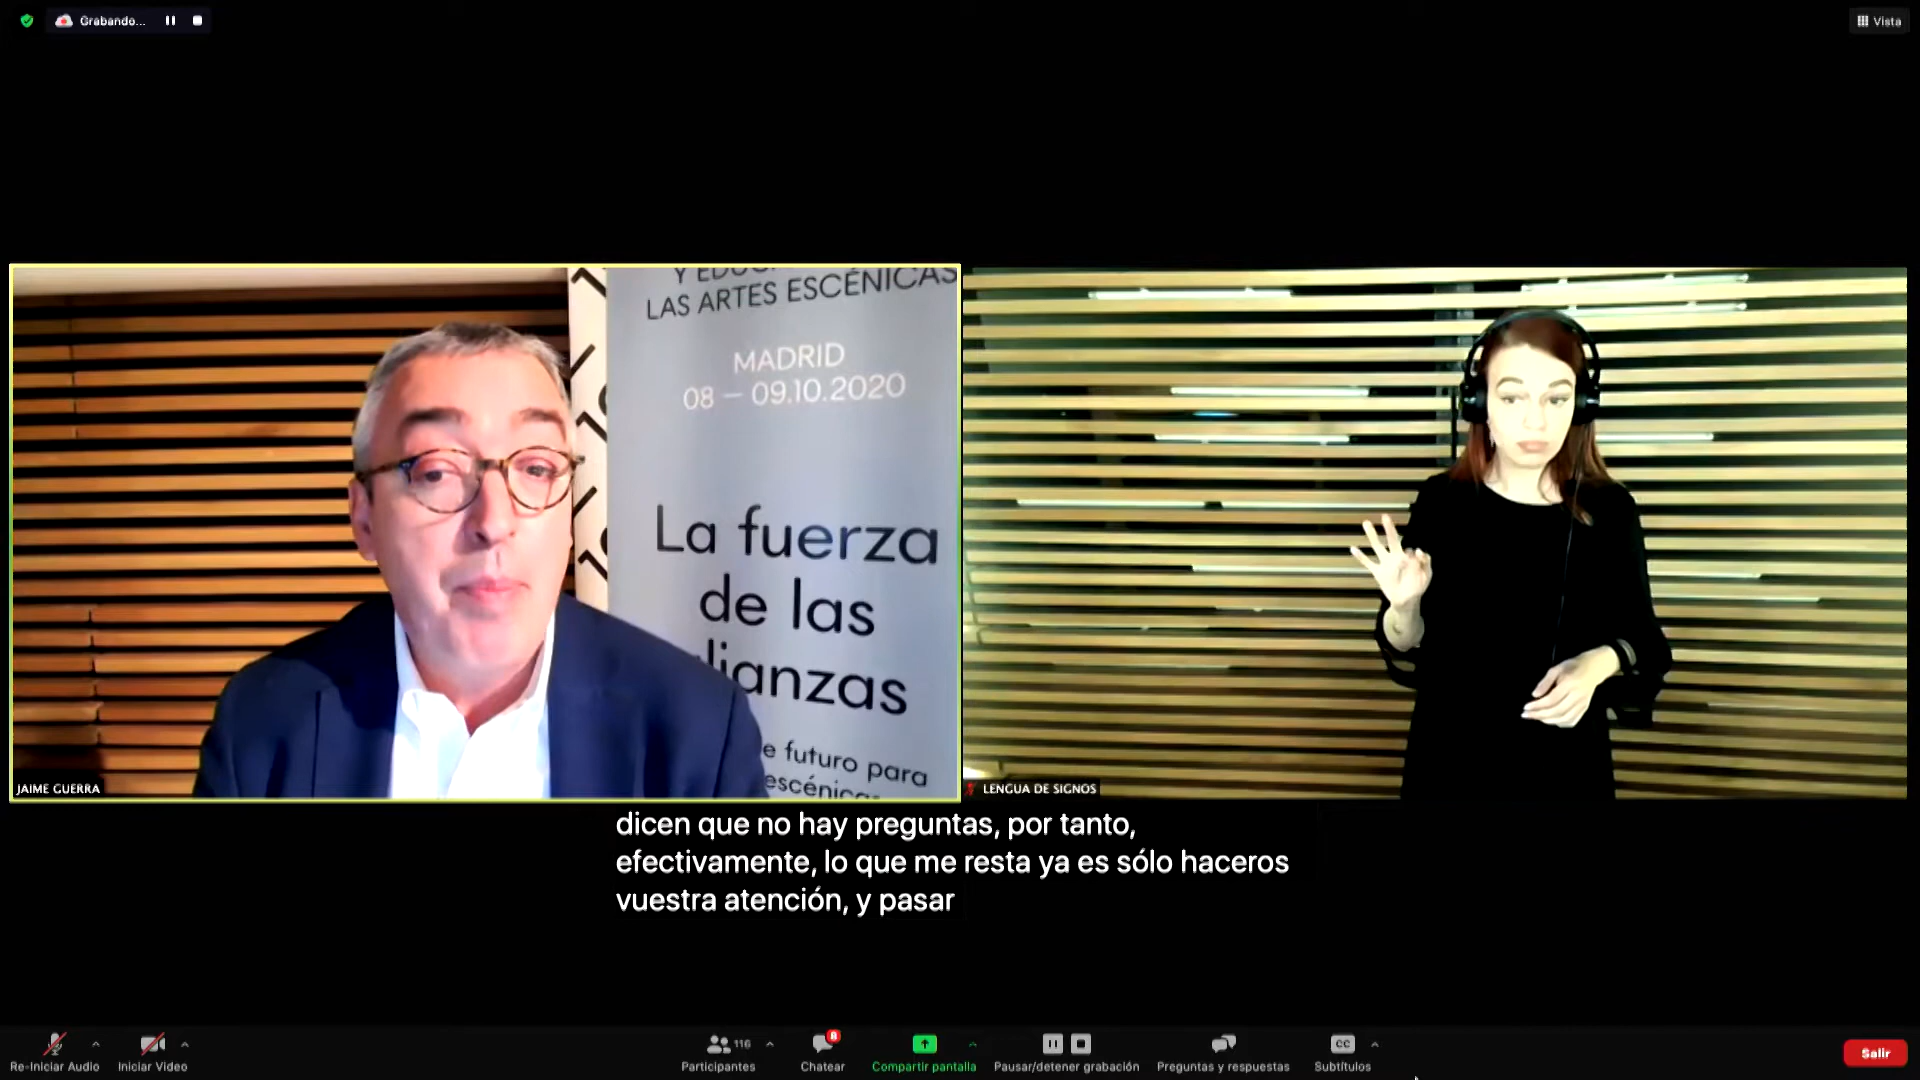 Grabando...
Vista
LAS ARTES ESCÉNICAS
MADRID
08 — 09.10.2020
La fuerza
de las
lianzas
e futuro para
JAIME GUERRA
LENGUA DE SIGNOS
dicen que no hay preguntas, por tanto,
efectivamente, lo que me resta ya es sólo haceros
vuestra atención, y pasar
116
8
CC
Re-Iniciar Audio
Iniciar Video
Participantes
Chatear
Compartir pantalla
Pausar/detener grabación
Preguntas y respuestas
Subtítulos
Salir